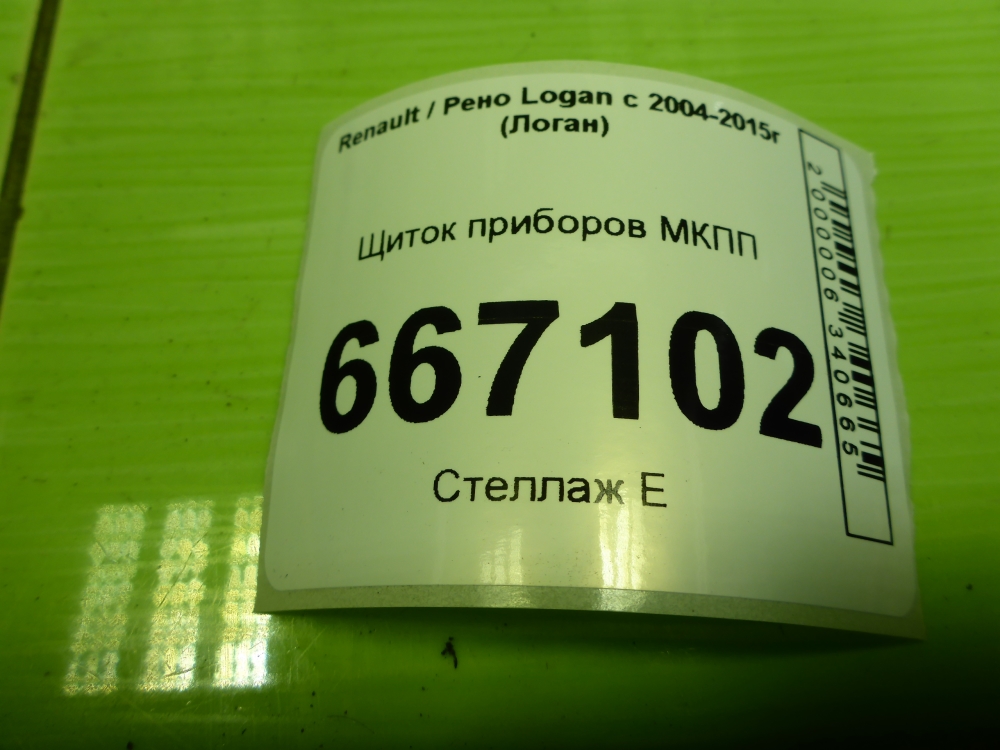 Renault / Рено Logan с 2004-2015г
(Логан)
Щиток приборов МКПП
667102
Стеллаж Е
2000006340665